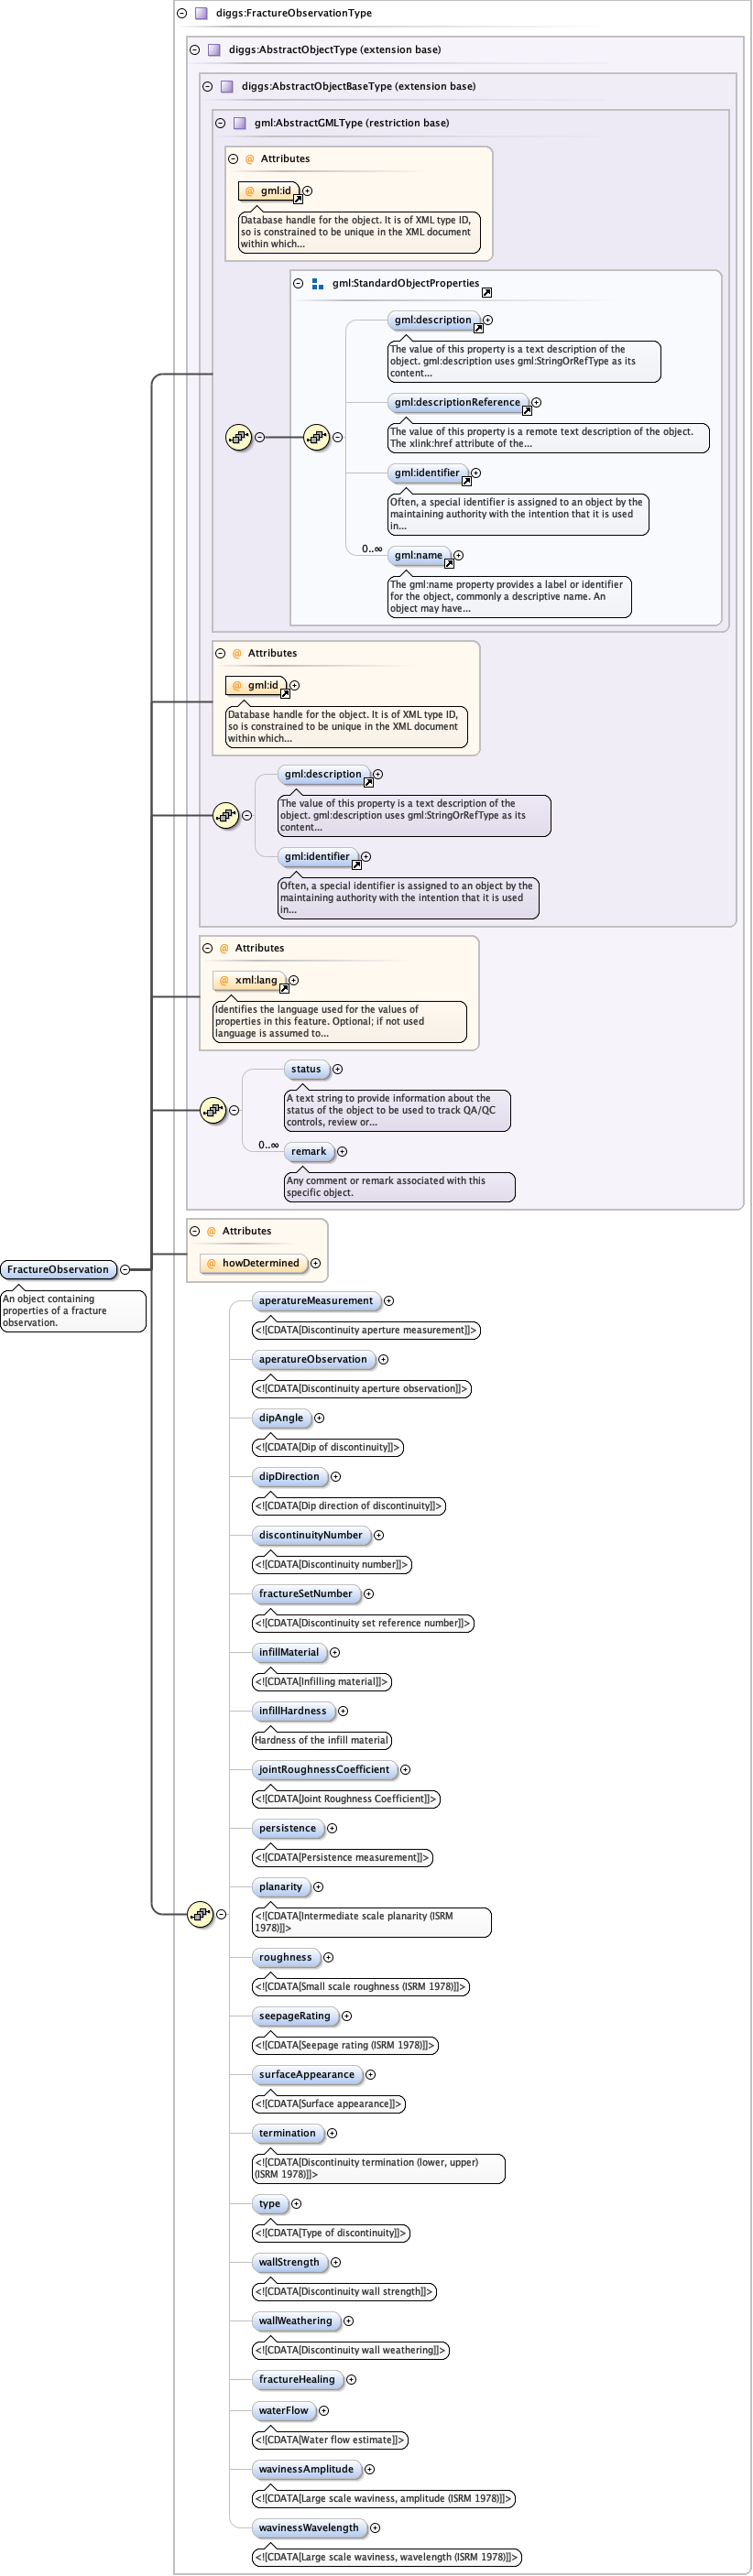 diggs:FractureObservationType
diggs:AbstractObjectType (extension base)
diggs:AbstractObjectBaseType (extension base)
gml:AbstractGMLType (restriction base)
@ Attributes
@ gml:id
Database handle for the object. It is of XML type ID,
so is constrained to be unique in the XML document
within which...
gml:StandardObjectProperties
gml:description
The value of this property is a text description of the
object. gml:description uses gml:StringOrRefType as its
content...
gml:descriptionReference
The value of this property is a remote text description of the object.
The xlink:href attribute of the...
gml:identifier
Often, a special identifier is assigned to an object by the
maintaining authority with the intention that it is used
in...
0..∞
gml:name
The gml:name property provides a label or identifier
for the object, commonly a descriptive name. An
object may have...
@ Attributes
@ gml:id
Database handle for the object. It is of XML type ID,
so is constrained to be unique in the XML document
within which...
gml:description
The value of this property is a text description of the
object. gml:description uses gml:StringOrRefType as its
content...
gml:identifier
Often, a special identifier is assigned to an object by the
maintaining authority with the intention that it is used
in...
@ Attributes
@ xml:lang
Identifies the language used for the values of
properties in this feature. Optional; if not used
language is assumed to...
status
A text string to provide information about the
status of the object to be used to track QA/QC
controls, review or...
0..∞
remark
Any comment or remark associated with this
specific object.
@ Attributes
@ howDetermined
FractureObservation
An object containing
properties of a fracture
observation.
aperatureMeasurement
<![CDATA[Discontinuity aperture measurement]]>
aperatureObservation
<![CDATA[Discontinuity aperture observation]]>
dipAngle
<![CDATA[Dip of discontinuity]]>
dipDirection
<![CDATA[Dip direction of discontinuity]]>
discontinuityNumber
<![CDATA[Discontinuity number]]>
fractureSetNumber
<![CDATA[Discontinuity set reference number]]>
infillMaterial
<![CDATA[Infilling material]]>
infillHardness
Hardness of the infill material
jointRoughnessCoefficient
<![CDATA[Joint Roughness Coefficient]]>
persistence
<![CDATA[Persistence measurement]]>
planarity
<![CDATA[Intermediate scale planarity (ISRM
1978)]]>
roughness
<![CDATA[Small scale roughness (ISRM 1978)]]>
seepageRating
<![CDATA[Seepage rating (ISRM 1978)]]>
surfaceAppearance
<![CDATA[Surface appearance]]>
termination
<![CDATA[Discontinuity termination (lower, upper)
(ISRM 1978)]]>
type
<![CDATA[Type of discontinuity]]>
wallStrength
<![CDATA[Discontinuity wall strength]]>
wallWeathering
<![CDATA[Discontinuity wall weathering]]>
fractureHealing
waterFlow
<![CDATA[Water flow estimate]]>
wavinessAmplitude
<![CDATA[Large scale waviness, amplitude (ISRM 1978)]]>
wavinessWavelength
<![CDATA[Large scale waviness, wavelength (ISRM 1978)]]>